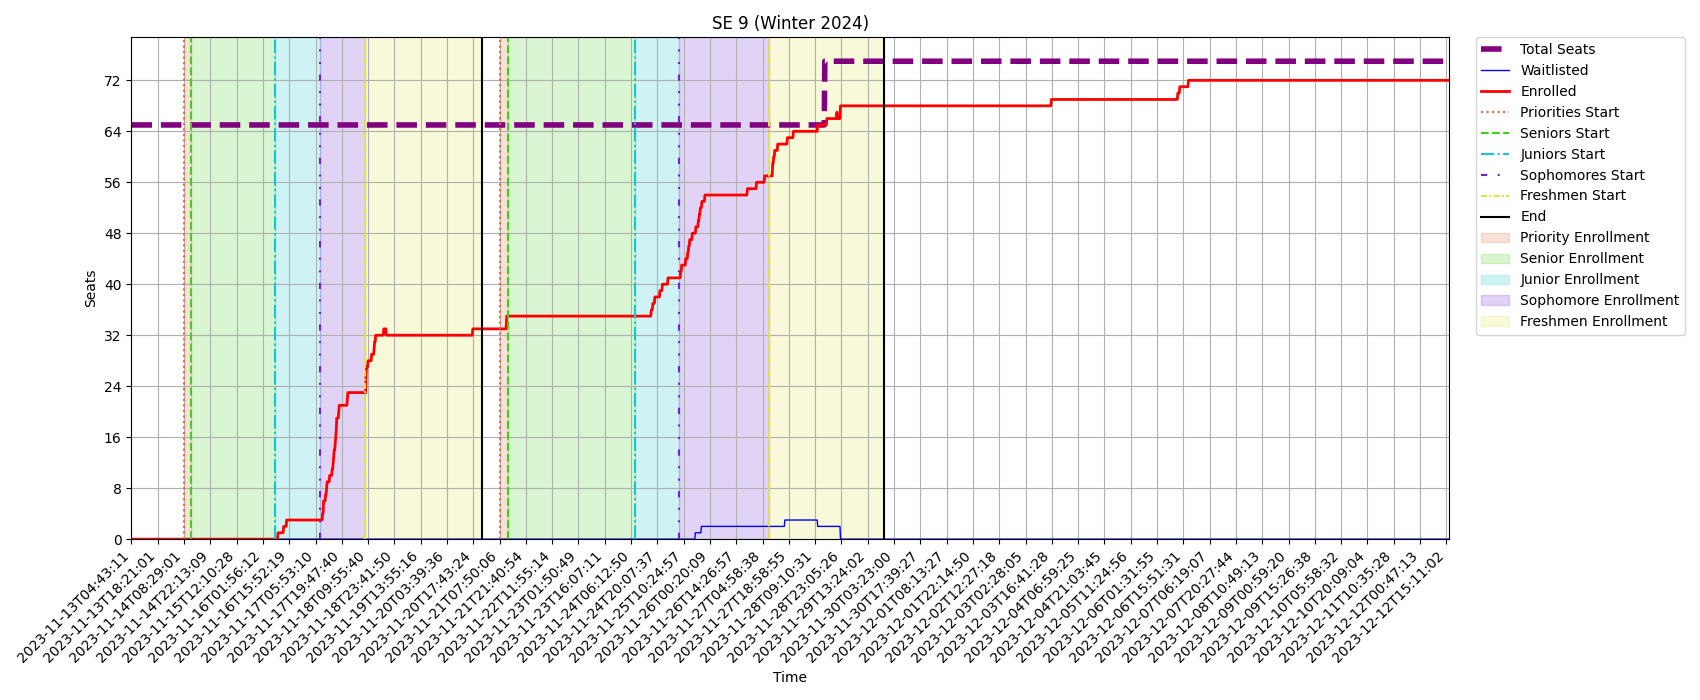 SE 9 (Winter 2024)
Seats
72
64
56
48
40
32
24
16
8
0
2023-11-13T04:43:11
2023-11-13T18:21:01
2023-11-14T08:29:01
2023-11-14T22:13:09
2023-11-15T12:10:28
2023-11-16T01:56:12
2023-11-16T16:52:19
2023-11-17T05:53:10
2023-11-17T19:47:40
2023-11-18T09:55:40
2023-11-18T23:41:50
2023-11-19T13:55:16
2023-11-20T03:39:36
2023-11-20T17:43:24
2023-11-21T07:50:06
2023-11-21T21:40:54
2023-11-22T11:55:14
2023-11-23T01:50:49
2023-11-23T16:07:11
2023-11-24T06:12:50
2023-11-24T20:07:37
2023-11-25T10:24:57
2023-11-26T00:20:09
2023-11-26T14:26:57
2023-11-27T04:58:38
2023-11-27T18:58:55
2023-11-28T09:10:31
2023-11-28T23:05:26
2023-11-29T13:24:02
2023-11-30T03:23:00
2023-11-30T17:39:27
2023-12-01T08:13:27
2023-12-01T22:14:50
2023-12-02T12:27:18
2023-12-03T02:28:05
2023-12-03T16:41:28
2023-12-04T06:59:25
2023-12-04T21:03:45
2023-12-05T11:24:56
2023-12-06T01:31:55
2023-12-06T15:51:31
2023-12-07T06:19:07
2023-12-07T20:27:44
2023-12-08T10:49:13
2023-12-09T00:59:20
2023-12-09T15:26:38
2023-12-10T05:58:32
2023-12-10T20:09:04
2023-12-11T10:35:28
2023-12-12T00:47:13
2023-12-12T15:11:02
Time
Total Seats
Waitlisted
Enrolled
Priorities Start
Seniors Start
Juniors Start
Sophomores Start
Freshmen Start
End
Priority Enrollment
Senior Enrollment
Junior Enrollment
Sophomore Enrollment
Freshmen Enrollment